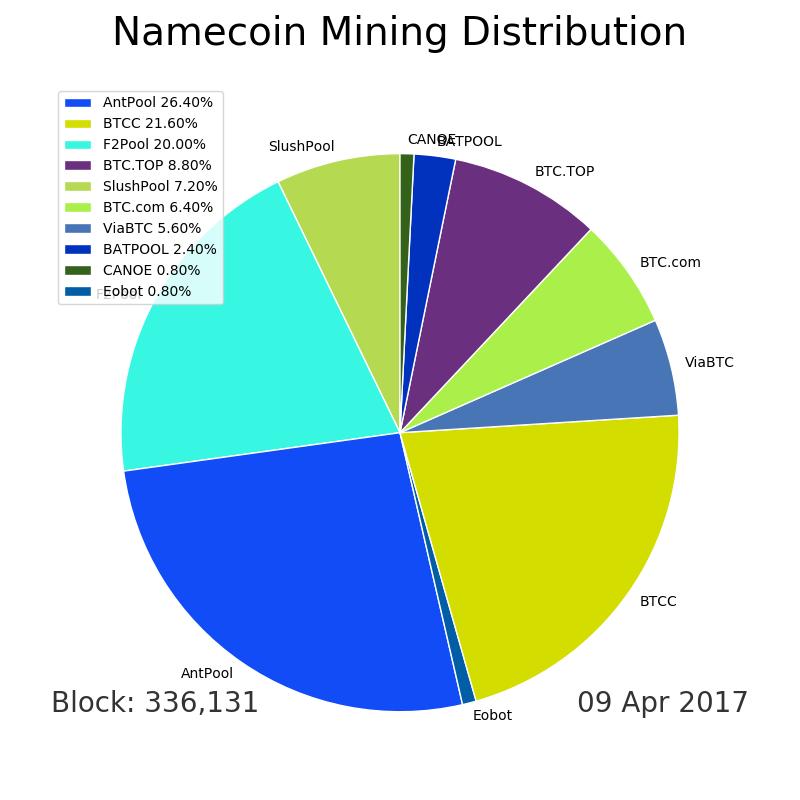 Namecoin Mining Distribution
AntPool 26.40%
BTCC 21.60%
F2Pool 20.00%
BTC.TOP 8.80%
SlushPool 7.20%
BTC.com 6.40%
ViaBTC 5.60%
BATPOOL 2.40%
CANOE 0.80%
Eobot 0.80%
CANOE
BATPOOL
SlushPool
BTC.TOP
BTC.com
F2Pool
ViaBTC
BTCC
AntPool
Eobot
Block: 336,131
09 Apr 2017